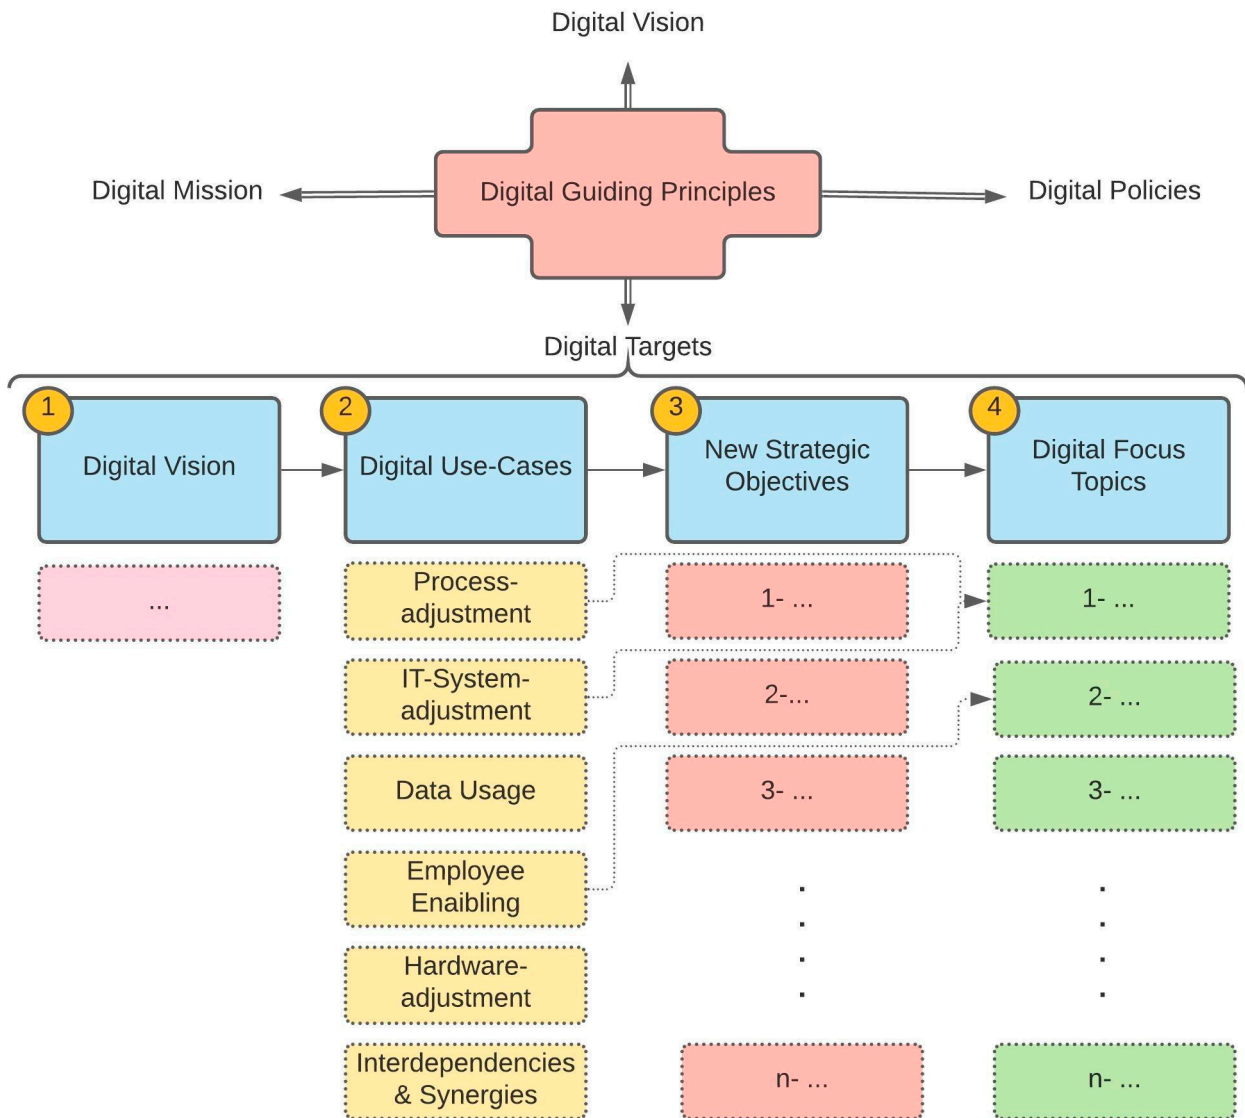 Digital Vision
Digital Mission
Digital Guiding Principles
Digital Policies
Digital Targets
1
Digital Vision
2
Digital Use-Cases
3
New Strategic
Objectives
4
Digital Focus
Topics
...
Process-
adjustment
1- ...
1- ...
IT-System-
adjustment
2-...
2- ...
Data Usage
3- ...
3- ...
Employee
Enaibling
Hardware-
adjustment
Interdependencies
& Synergies
n- ...
n- ...